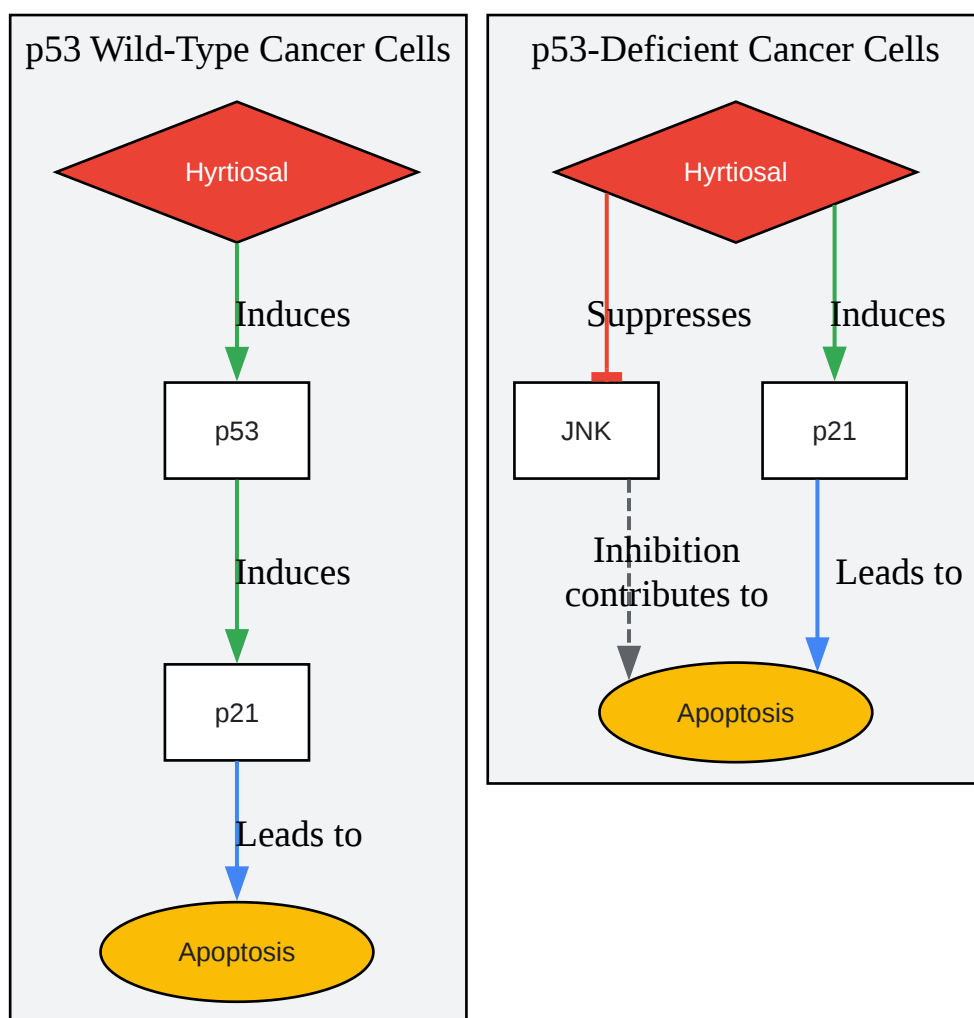 p53 Wild-Type Cancer Cells
Hyrtiosal
Induces
p53
Induces
p21
Leads to
Apoptosis
p53-Deficient Cancer Cells
Hyrtiosal
Suppresses
Induces
JNK
p21
Inhibition
contributes to
Leads to
Apoptosis